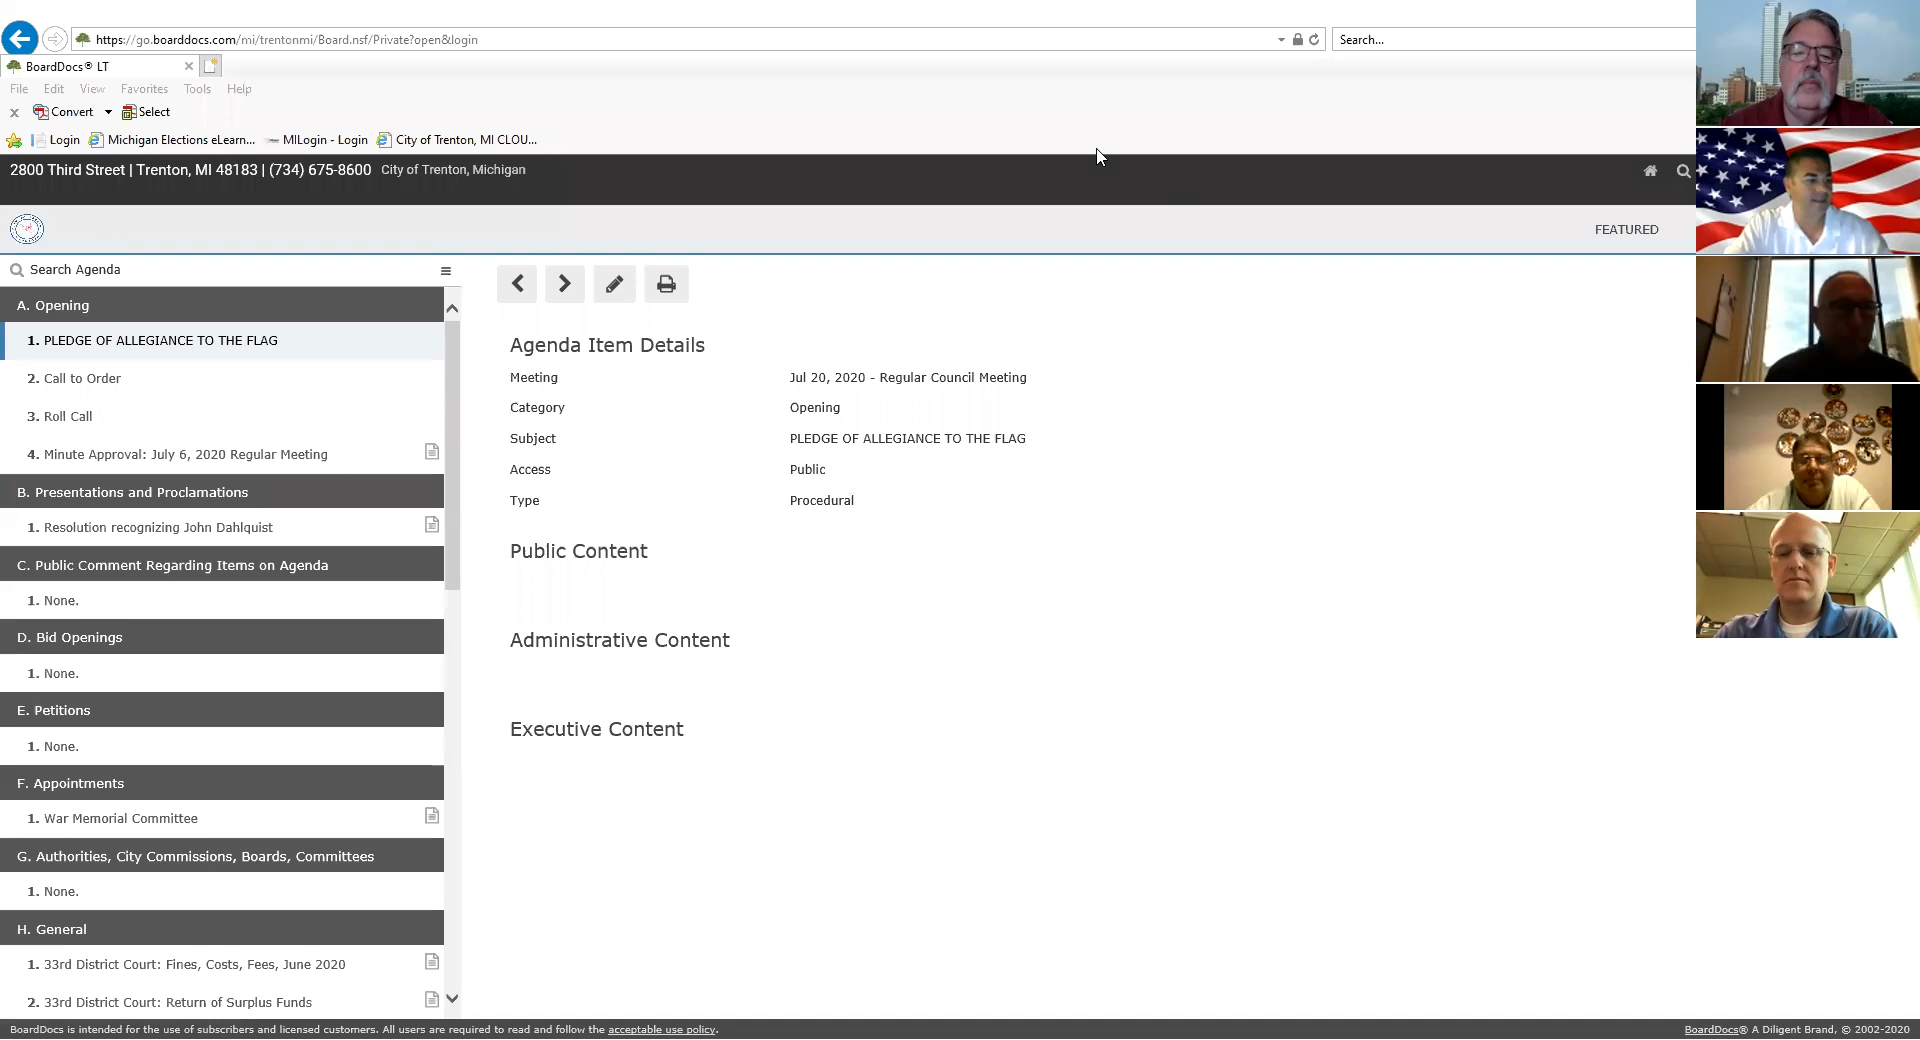 https://go.boarddocs.com/mi/trentonmi/Board.nsf/Private?open&login
Search...
BoardDocs® LT
File Edit View Favorites Tools Help
x Convert Select
Login Michigan Elections eLearn... MILogin - Login City of Trenton, MI CLOU...
2800 Third Street | Trenton, MI 48183 | (734) 675-8600 City of Trenton, Michigan
FEATURED
Search Agenda
A. Opening
1. PLEDGE OF ALLEGIANCE TO THE FLAG
2. Call to Order
3. Roll Call
4. Minute Approval: July 6, 2020 Regular Meeting
B. Presentations and Proclamations
1. Resolution recognizing John Dahlquist
C. Public Comment Regarding Items on Agenda
1. None.
D. Bid Openings
1. None.
E. Petitions
1. None.
F. Appointments
1. War Memorial Committee
G. Authorities, City Commissions, Boards, Committees
1. None.
H. General
1. 33rd District Court: Fines, Costs, Fees, June 2020
2. 33rd District Court: Return of Surplus Funds
Agenda Item Details
Meeting Jul 20, 2020 - Regular Council Meeting
Category Opening
Subject PLEDGE OF ALLEGIANCE TO THE FLAG
Access Public
Type Procedural
Public Content
Administrative Content
Executive Content
BoardDocs is intended for the use of subscribers and licensed customers. All users are required to read and follow the acceptable use policy.
BoardDocs® A Diligent Brand, © 2002-2020